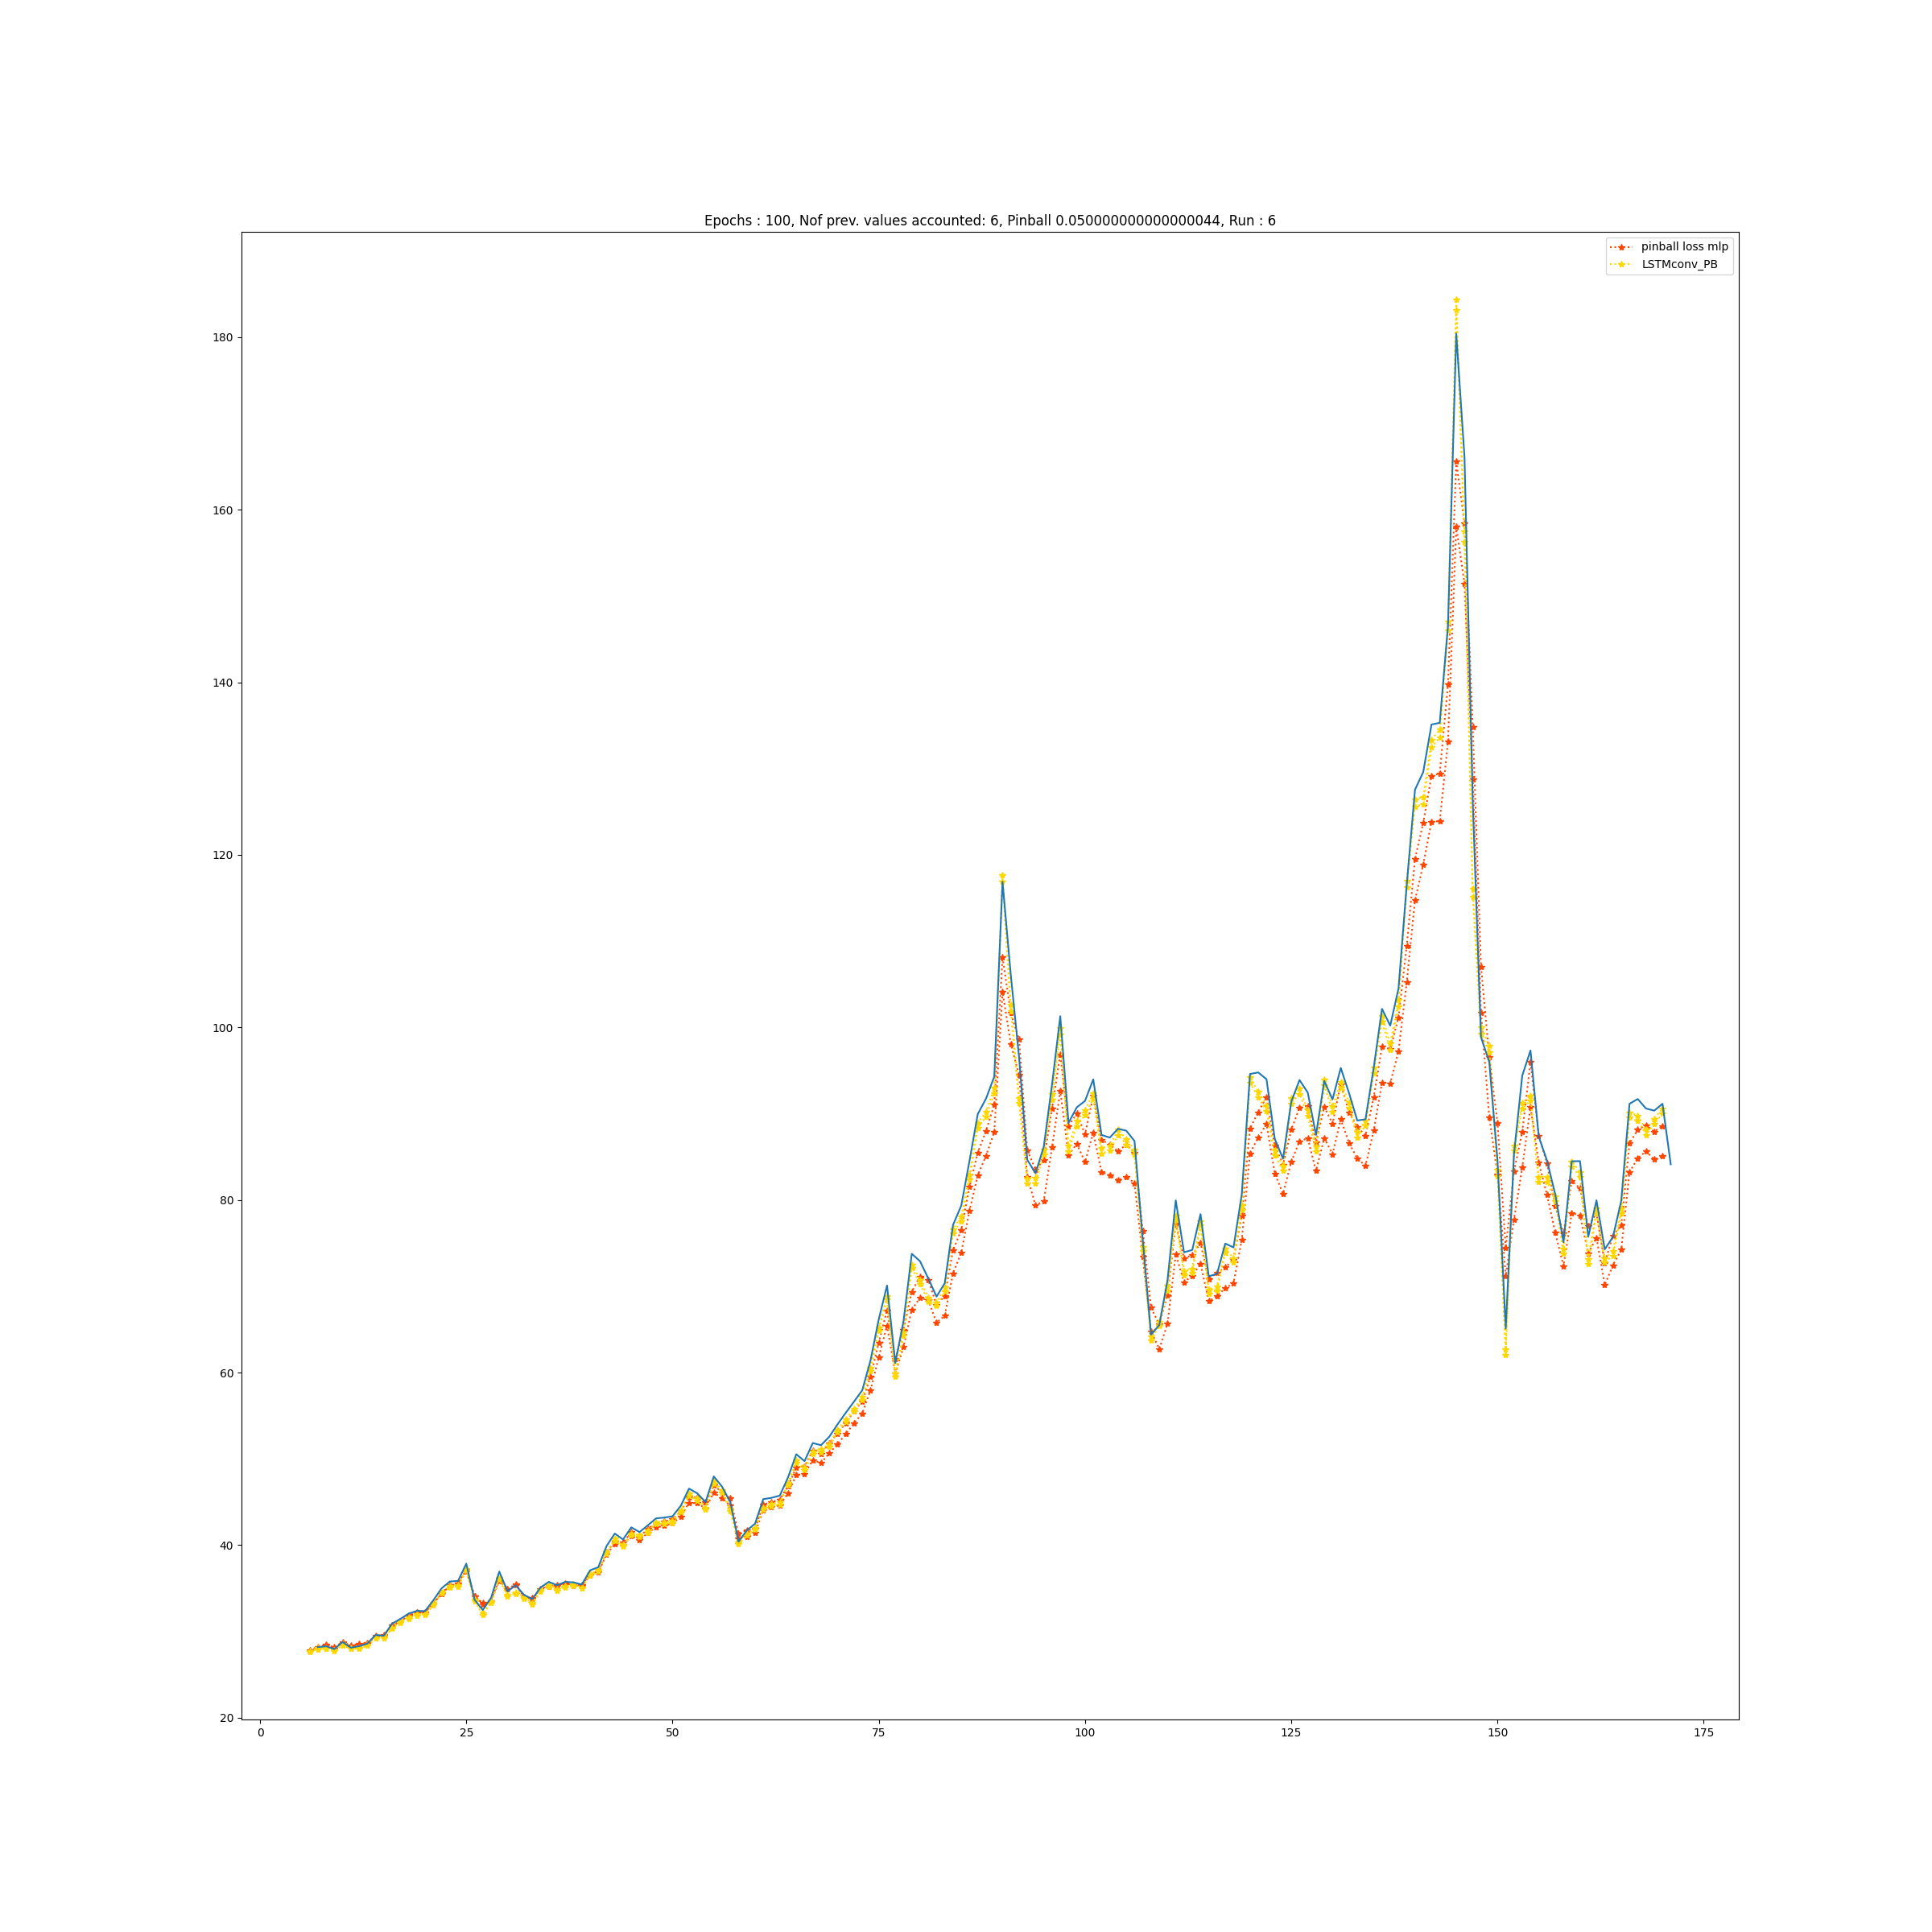 Epochs : 100, Nof prev. values accounted: 6, Pinball 0.050000000000000044, Run : 6
pinball loss mlp
LSTMconv_PB
180
160
140
120
100
80
60
40
20
0 25 50 75 100 125 150 175